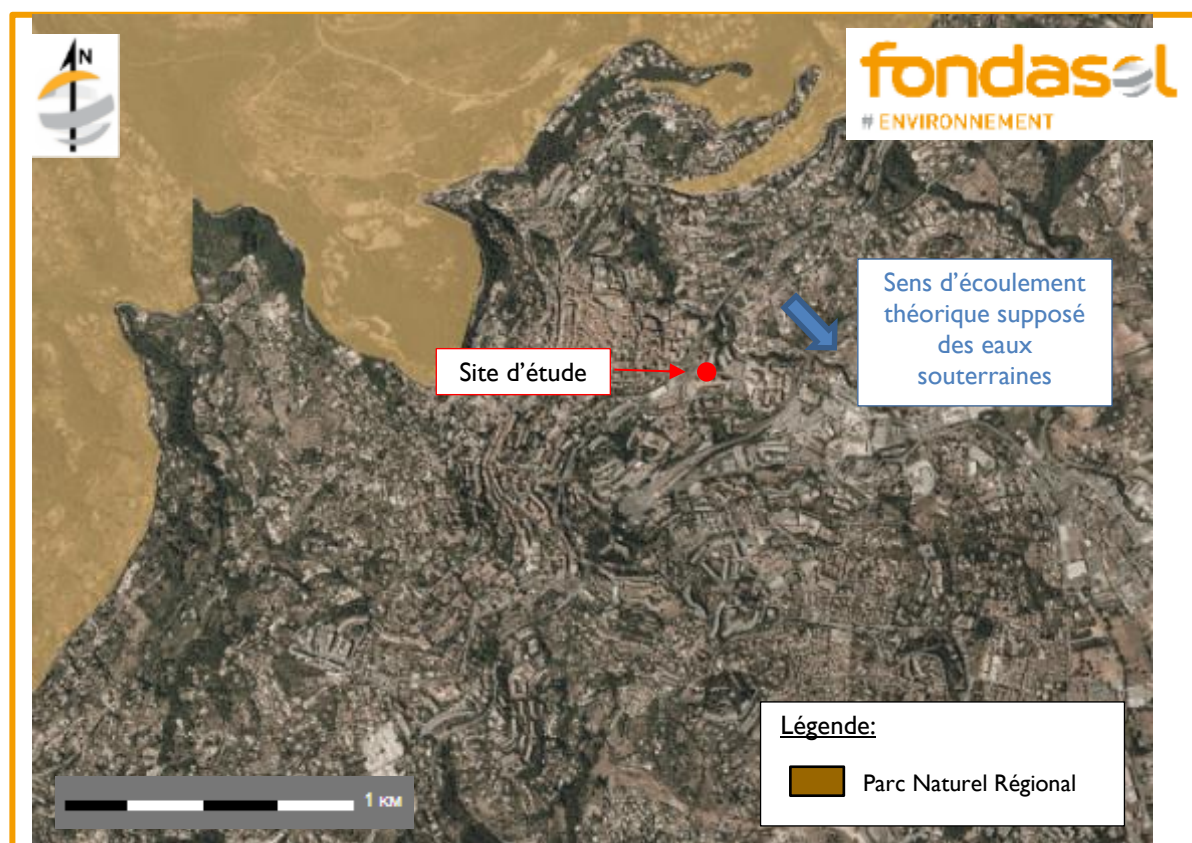 N
fondasol
# ENVIRONNEMENT
Sens d'écoulement
théorique supposé
des eaux
souterraines
Site d'étude
Légende:
Parc Naturel Régional
1 KM